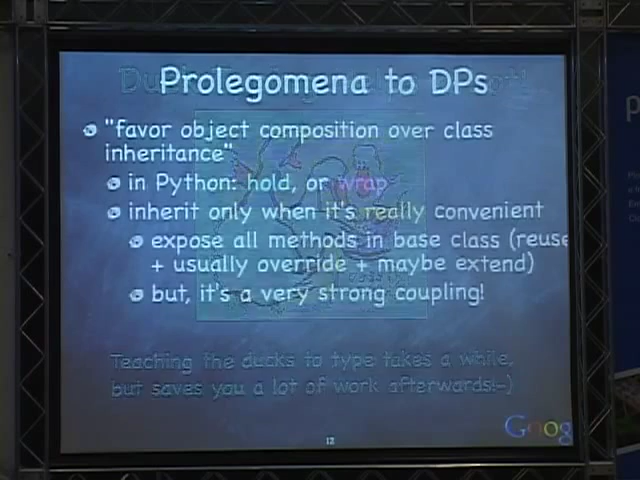 Prolegomena to DPs
"favor object composition over class
inheritance"
in Python: hold, or wrap
inherit only when it's really convenient
expose all methods in base class (reuse
+ usually override + maybe extend)
but, it's a very strong coupling!
Teaching the ducks to type takes a while,
but saves you a lot of work afterwards!-)
Goog
12
p